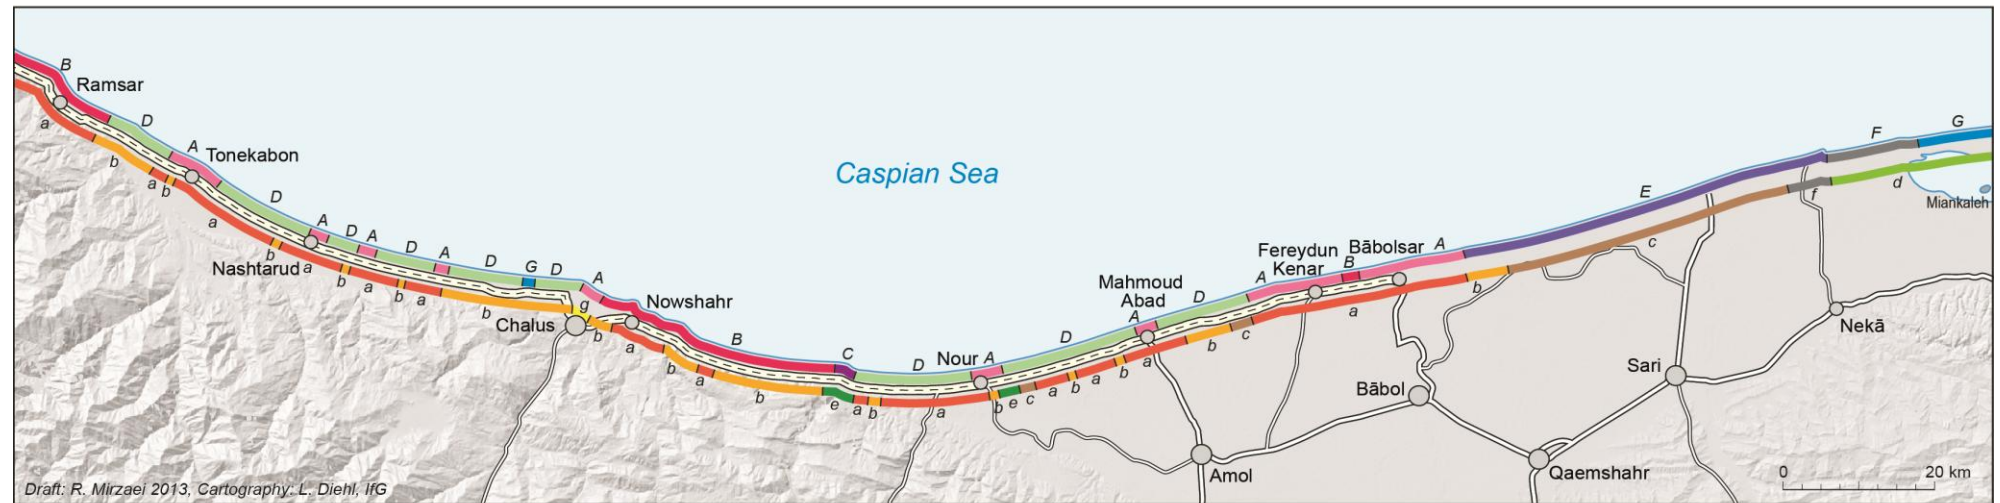 B
Ramsar
a
D
b
A
Tonekabon
a
b
D
a
A
D
A
D
A
D
G
D
A
b
Nashtarud
a
b
a
b
a
b
g
Chalus
b
Nowshahr
a
B
b
a
b
C
e
a
b
D
a
Nour
A
b
e
c
a
b
a
b
a
D
Mahmoud
Abad
A
D
b
c
A
Fereydun
Kenar
B
Bābolsar
A
a
b
Caspian Sea
E
c
F
f
G
d
Miankaleh
Nekā
Sari
Bābol
Qaemshahr
Amol
0
20 km
Draft: R. Mirzaei 2013, Cartography: L. Diehl, IfG